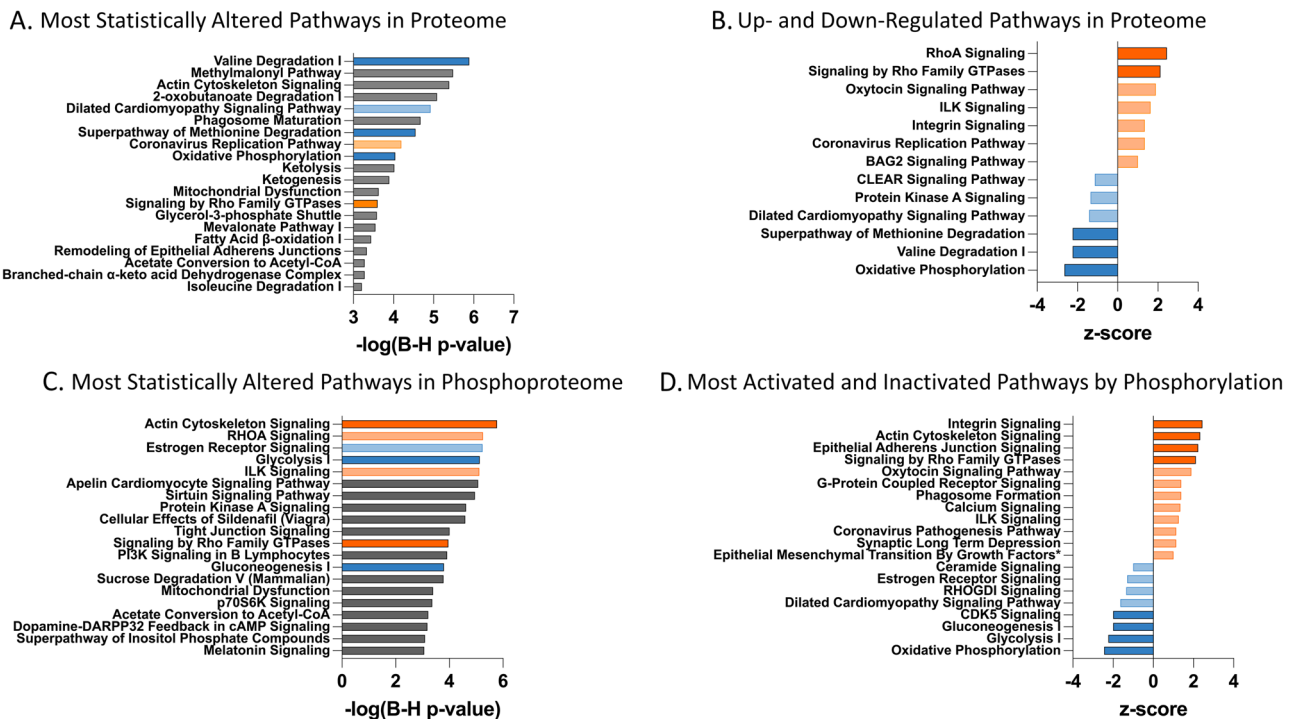 A. Most Statistically Altered Pathways in Proteome
Valine Degradation I
Methylmalonyl Pathway
Actin Cytoskeleton Signaling
2-oxobutanoate Degradation I
Dilated Cardiomyopathy Signaling Pathway
Phagosome Maturation
Superpathway of Methionine Degradation
Coronavirus Replication Pathway
Oxidative Phosphorylation
Ketolysis
Ketogenesis
Mitochondrial Dysfunction
Signaling by Rho Family GTPases
Glycerol-3-phosphate Shuttle
Mevalonate Pathway I
Fatty Acid β-oxidation I
Remodeling of Epithelial Adherens Junctions
Acetate Conversion to Acetyl-CoA
Branched-chain α-keto acid Dehydrogenase Complex
Isoleucine Degradation I
3 4 5 6 7
-log(B-H p-value)
B. Up- and Down-Regulated Pathways in Proteome
RhoA Signaling
Signaling by Rho Family GTPases
Oxytocin Signaling Pathway
ILK Signaling
Integrin Signaling
Coronavirus Replication Pathway
BAG2 Signaling Pathway
CLEAR Signaling Pathway
Protein Kinase A Signaling
Dilated Cardiomyopathy Signaling Pathway
Superpathway of Methionine Degradation
Valine Degradation I
Oxidative Phosphorylation
-4 -2 0 2 4
z-score
C. Most Statistically Altered Pathways in Phosphoproteome
Actin Cytoskeleton Signaling
RHOA Signaling
Estrogen Receptor Signaling
Glycolysis I
ILK Signaling
Apelin Cardiomyocyte Signaling Pathway
Sirtuin Signaling Pathway
Protein Kinase A Signaling
Cellular Effects of Sildenafil (Viagra)
Tight Junction Signaling
Signaling by Rho Family GTPases
PI3K Signaling in B Lymphocytes
Gluconeogenesis I
Sucrose Degradation V (Mammalian)
Mitochondrial Dysfunction
p70S6K Signaling
Acetate Conversion to Acetyl-CoA
Dopamine-DARPP32 Feedback in cAMP Signaling
Superpathway of Inositol Phosphate Compounds
Melatonin Signaling
0 2 4 6
-log(B-H p-value)
D. Most Activated and Inactivated Pathways by Phosphorylation
Integrin Signaling
Actin Cytoskeleton Signaling
Epithelial Adherens Junction Signaling
Signaling by Rho Family GTPases
Oxytocin Signaling Pathway
G-Protein Coupled Receptor Signaling
Phagosome Formation
Calcium Signaling
ILK Signaling
Coronavirus Pathogenesis Pathway
Synaptic Long Term Depression
Epithelial Mesenchymal Transition By Growth Factors*
Ceramide Signaling
Estrogen Receptor Signaling
RHOGDI Signaling
Dilated Cardiomyopathy Signaling Pathway
CDK5 Signaling
Gluconeogenesis I
Glycolysis I
Oxidative Phosphorylation
-4 -2 0 2 4
z-score